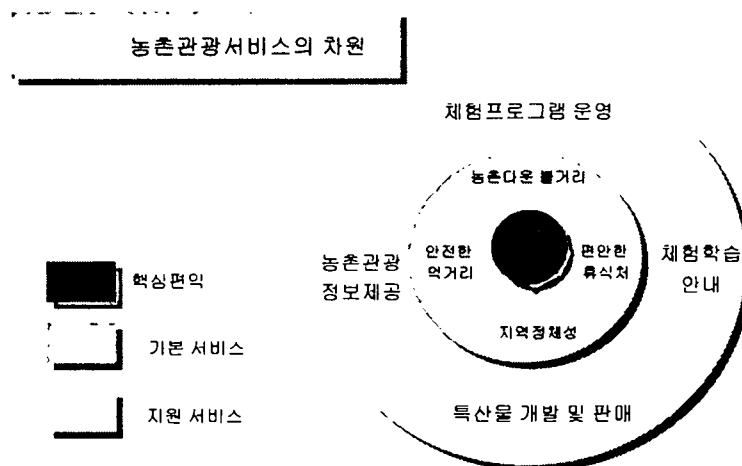 농촌관광서비스의 차원
체험프로그램 운영
농촌다운 볼거리
안전한
먹거리
편안한
휴식처
농촌관광
정보제공
체험학습
안내
핵심편익
기본 서비스
지역정체성
지원 서비스
특산물 개발 및 판매